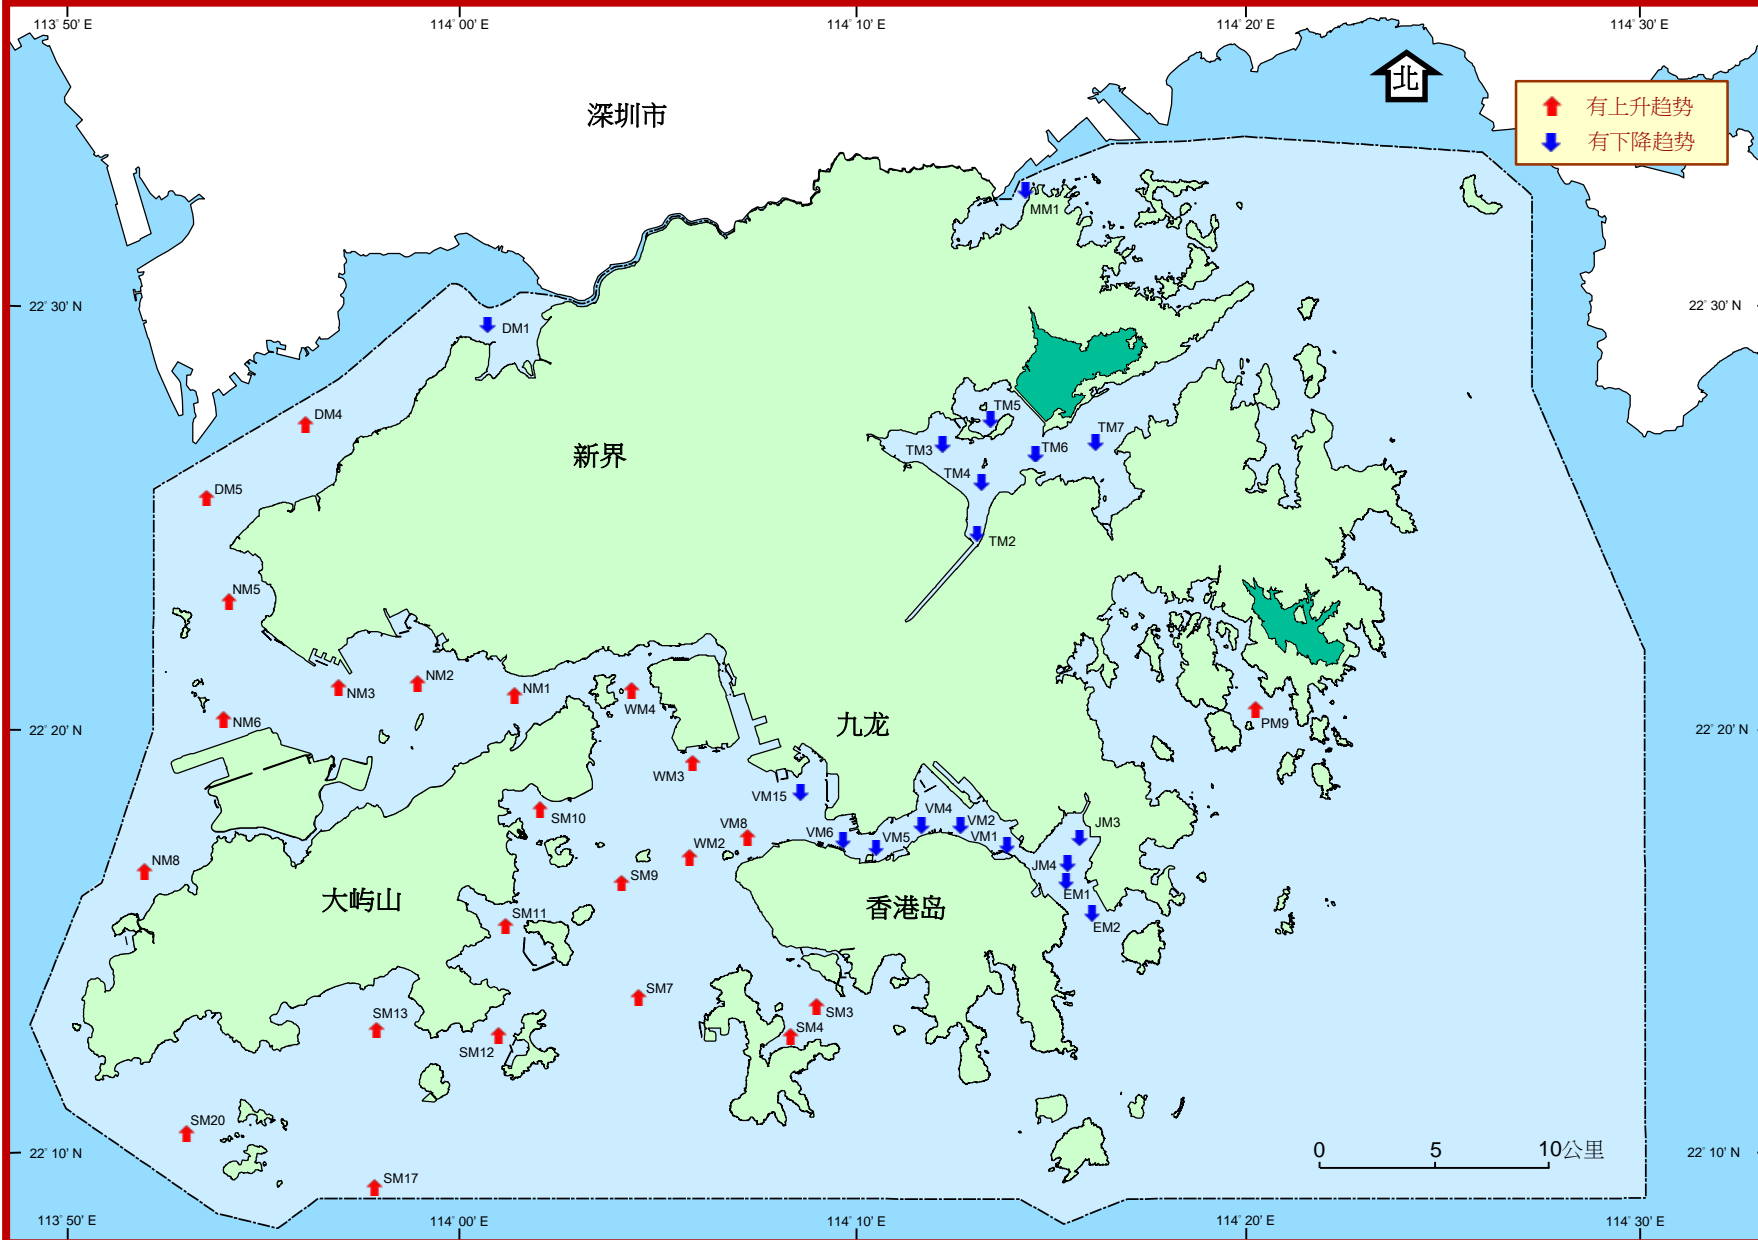 113° 50' E
114° 00' E
114° 10' E
114° 20' E
114° 30' E
北
有上升趋势
有下降趋势
深圳市
MM1
22° 30' N
22° 30' N
DM1
DM4
TM5
TM7
TM3
TM6
新界
TM4
DM5
TM2
NM5
NM2
NM1
NM3
WM4
NM6
九龙
PM9
22° 20' N
22° 20' N
WM3
VM15
SM10
VM8
VM6
VM5
VM4
VM2
VM1
JM3
WM2
NM8
SM9
JM4
EM1
大屿山
香港岛
SM11
EM2
SM7
SM13
SM3
SM4
SM12
SM20
0
5
10公里
22° 10' N
22° 10' N
SM17
113° 50' E
114° 00' E
114° 10' E
114° 20' E
114° 30' E